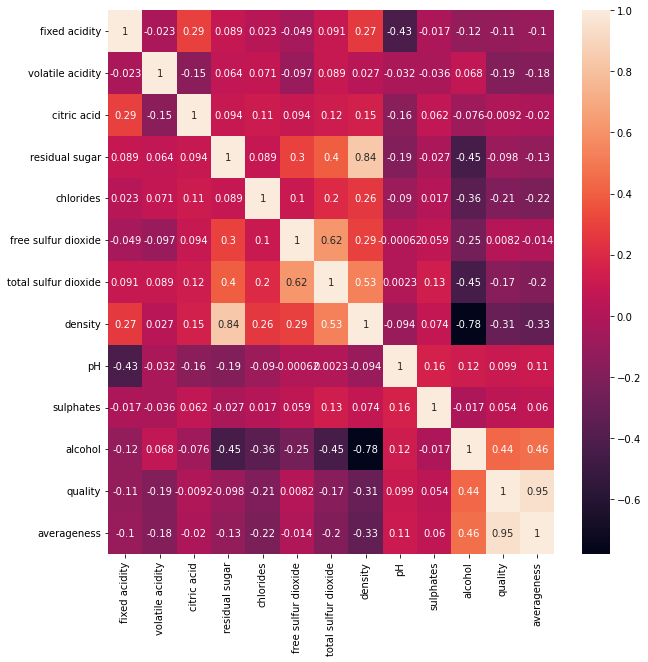 fixed acidity 1 -0.023 0.29 0.089 0.023 -0.049 0.091 0.27 -0.43 -0.017 -0.12 -0.11 -0.1
volatile acidity -0.023 1 -0.15 0.064 0.071 -0.097 0.089 0.027 -0.032 -0.036 0.068 -0.19 -0.18
citric acid 0.29 -0.15 1 0.094 0.11 0.094 0.12 0.15 -0.16 0.062 -0.076 -0.0092 -0.02
residual sugar 0.089 0.064 0.094 1 0.089 0.3 0.4 0.84 -0.19 -0.027 -0.45 -0.098 -0.13
chlorides 0.023 0.071 0.11 0.089 1 0.1 0.2 0.26 -0.09 0.017 -0.36 -0.21 -0.22
free sulfur dioxide -0.049 -0.097 0.094 0.3 0.1 1 0.62 0.29 -0.00062 0.059 -0.25 0.0082 -0.014
total sulfur dioxide 0.091 0.089 0.12 0.4 0.2 0.62 1 0.53 0.0023 0.13 -0.45 -0.17 -0.2
density 0.27 0.027 0.15 0.84 0.26 0.29 0.53 1 -0.094 0.074 -0.78 -0.31 -0.33
pH -0.43 -0.032 -0.16 -0.19 -0.09 -0.00062 0.0023 -0.094 1 0.16 0.12 0.099 0.11
sulphates -0.017 -0.036 0.062 -0.027 0.017 0.059 0.13 0.074 0.16 1 -0.017 0.054 0.06
alcohol -0.12 0.068 -0.076 -0.45 -0.36 -0.25 -0.45 -0.78 0.12 -0.017 1 0.44 0.46
quality -0.11 -0.19 -0.0092 -0.098 -0.21 0.0082 -0.17 -0.31 0.099 0.054 0.44 1 0.95
averageness -0.1 -0.18 -0.02 -0.13 -0.22 -0.014 -0.2 -0.33 0.11 0.06 0.46 0.95 1
fixed acidity
volatile acidity
citric acid
residual sugar
chlorides
free sulfur dioxide
total sulfur dioxide
density
pH
sulphates
alcohol
quality
averageness
1.0
0.8
0.6
0.4
0.2
0.0
−0.2
−0.4
−0.6